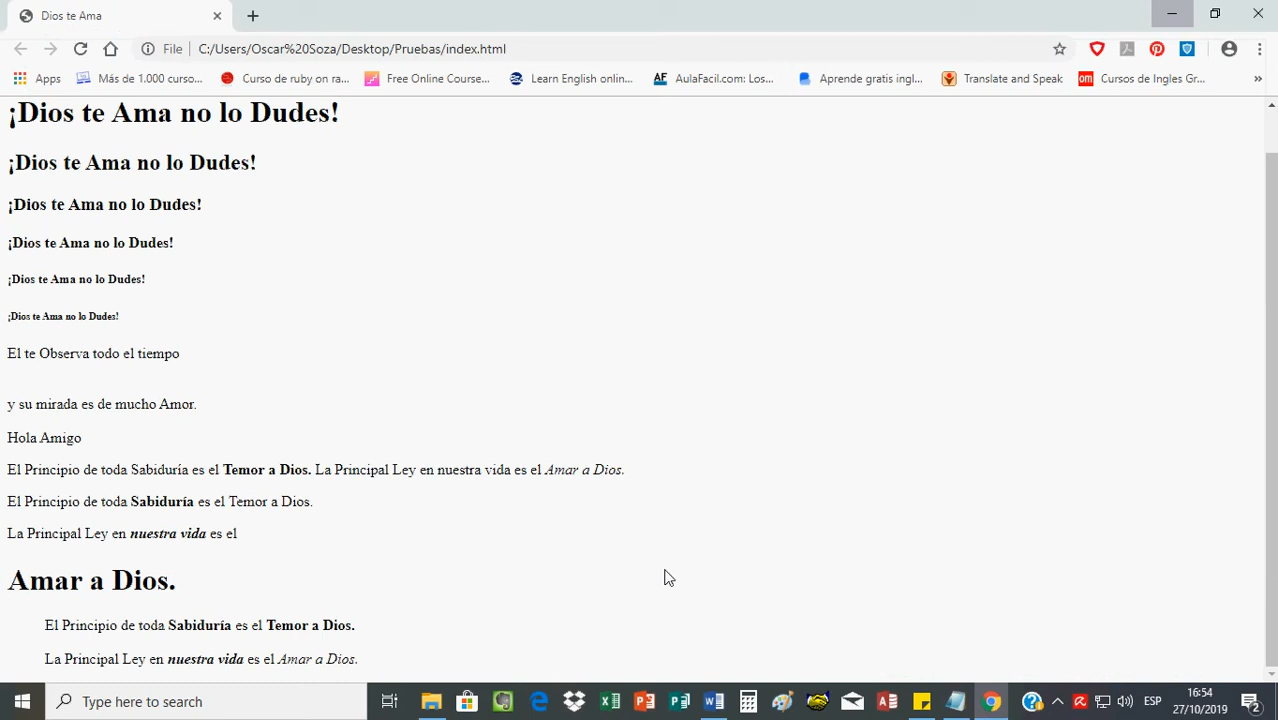 Dios te Ama
File C:/Users/Oscar%20Soza/Desktop/Pruebas/index.html
Apps Más de 1.000 curso... Curso de ruby on ra... Free Online Course... Learn English onlin... AF AulaFacil.com: Los... Aprende gratis ingl... Translate and Speak om Cursos de Ingles Gr... »
¡Dios te Ama no lo Dudes!
¡Dios te Ama no lo Dudes!
¡Dios te Ama no lo Dudes!
¡Dios te Ama no lo Dudes!
¡Dios te Ama no lo Dudes!
¡Dios te Ama no lo Dudes!
El te Observa todo el tiempo
y su mirada es de mucho Amor.
Hola Amigo
El Principio de toda Sabiduría es el Temor a Dios. La Principal Ley en nuestra vida es el Amar a Dios.
El Principio de toda Sabiduría es el Temor a Dios.
La Principal Ley en nuestra vida es el
Amar a Dios.
El Principio de toda Sabiduría es el Temor a Dios.
La Principal Ley en nuestra vida es el Amar a Dios.
Type here to search
ESP
16:54
27/10/2019
2